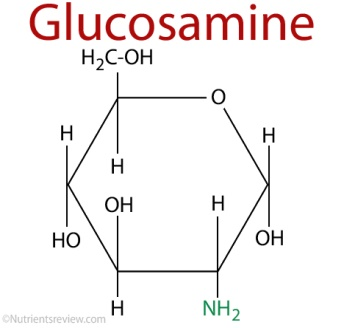 Glucosamine
H₂C-OH
O
H
H
H
OH
H
HO
OH
H
NH₂
©Nutrientsreview.com